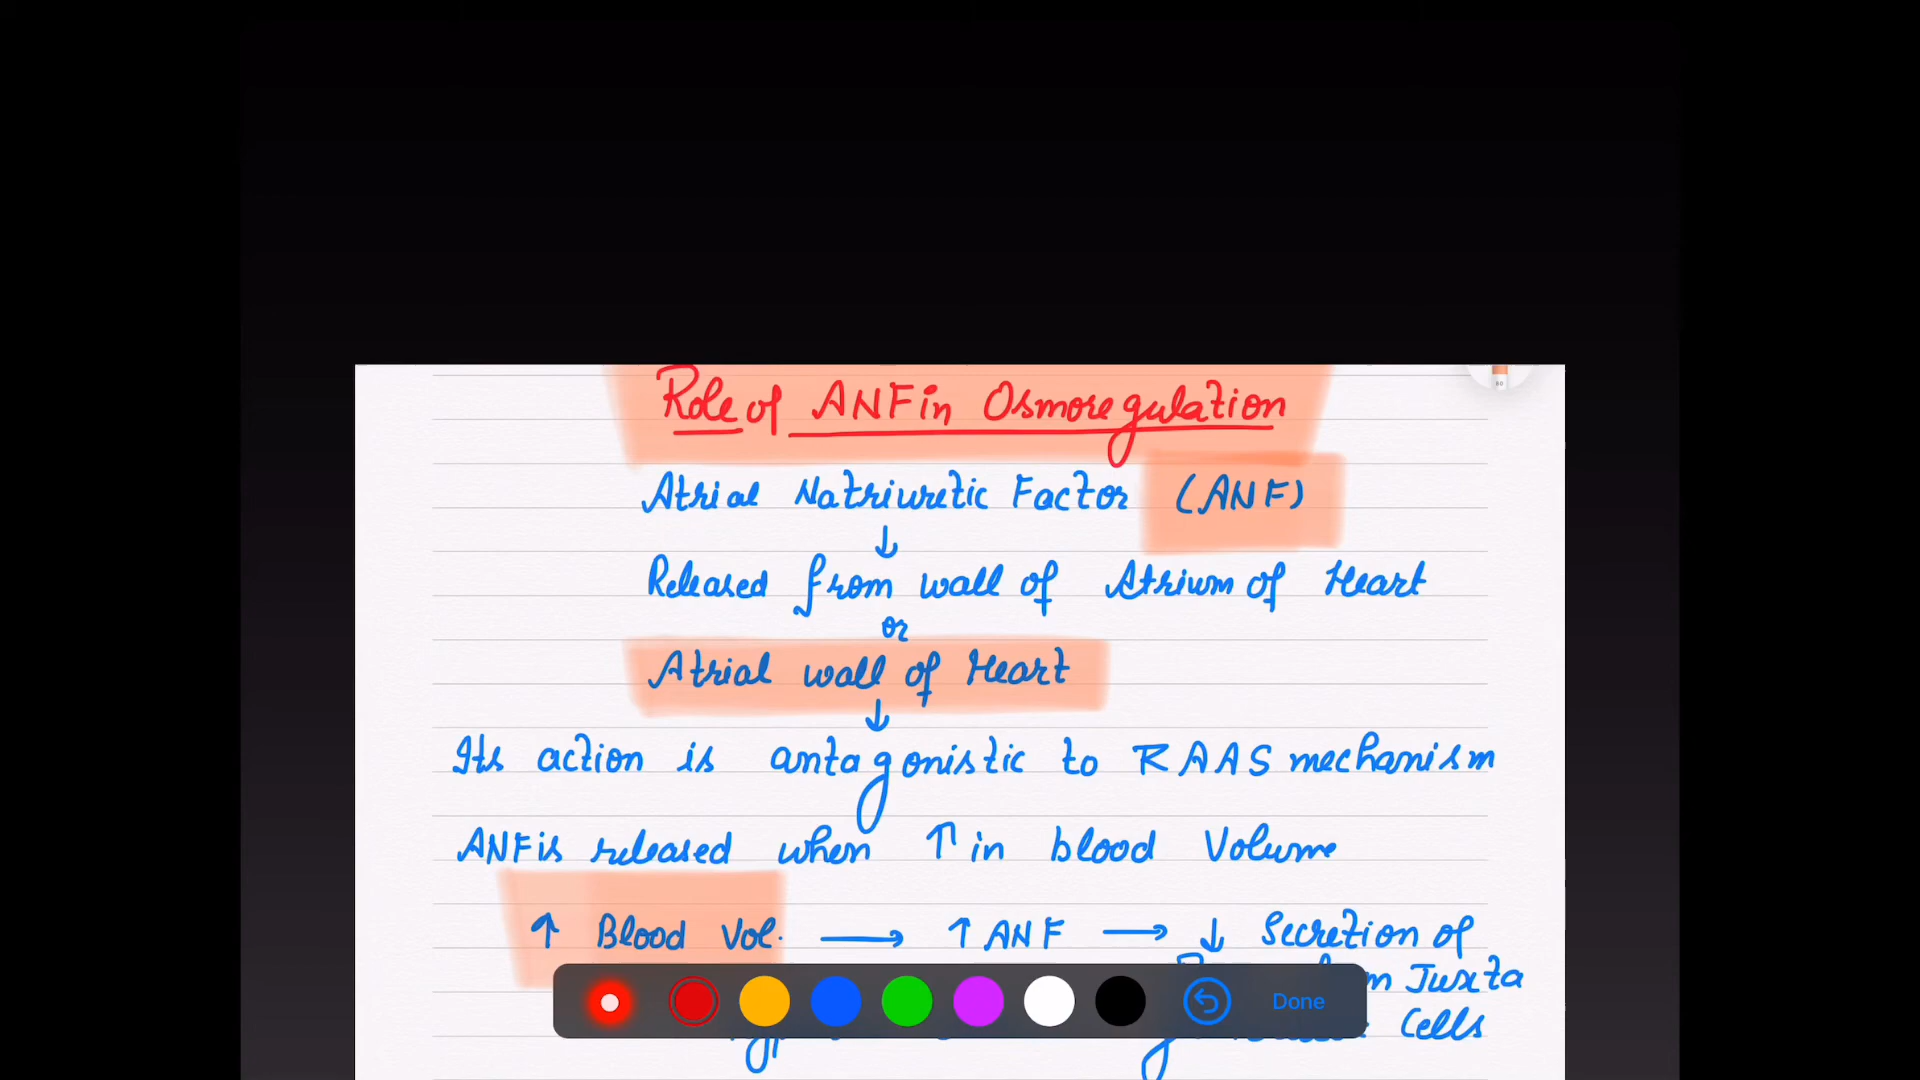 Role of ANF in Osmoregulation
Atrial Natriuretic Factor (ANF)
↓
Released from wall of Atrium of Heart
or
Atrial wall of Heart
↓
Its action is antagonistic to RAAS mechanism
ANF is released when ↑ in blood Volume
↑ Blood Vol. → ↑ ANF → ↓ Secretion of
Juxta
Cells
Done